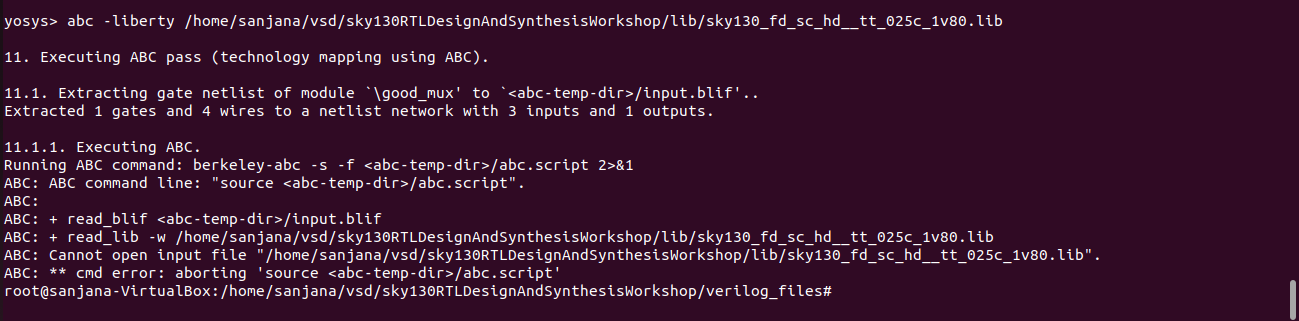 yosys> abc -liberty /home/sanjana/vsd/sky130RTLDesignAndSynthesisWorkshop/lib/sky130_fd_sc_hd__tt_025c_1v80.lib
11. Executing ABC pass (technology mapping using ABC).
11.1. Extracting gate netlist of module `\good_mux' to `<abc-temp-dir>/input.blif'..
Extracted 1 gates and 4 wires to a netlist network with 3 inputs and 1 outputs.
11.1.1. Executing ABC.
Running ABC command: berkeley-abc -s -f <abc-temp-dir>/abc.script 2>&1
ABC: ABC command line: "source <abc-temp-dir>/abc.script".
ABC:
ABC: + read_blif <abc-temp-dir>/input.blif
ABC: + read_lib -w /home/sanjana/vsd/sky130RTLDesignAndSynthesisWorkshop/lib/sky130_fd_sc_hd__tt_025c_1v80.lib
ABC: Cannot open input file "/home/sanjana/vsd/sky130RTLDesignAndSynthesisWorkshop/lib/sky130_fd_sc_hd__tt_025c_1v80.lib".
ABC: ** cmd error: aborting 'source <abc-temp-dir>/abc.script'
root@sanjana-VirtualBox:/home/sanjana/vsd/sky130RTLDesignAndSynthesisWorkshop/verilog_files#